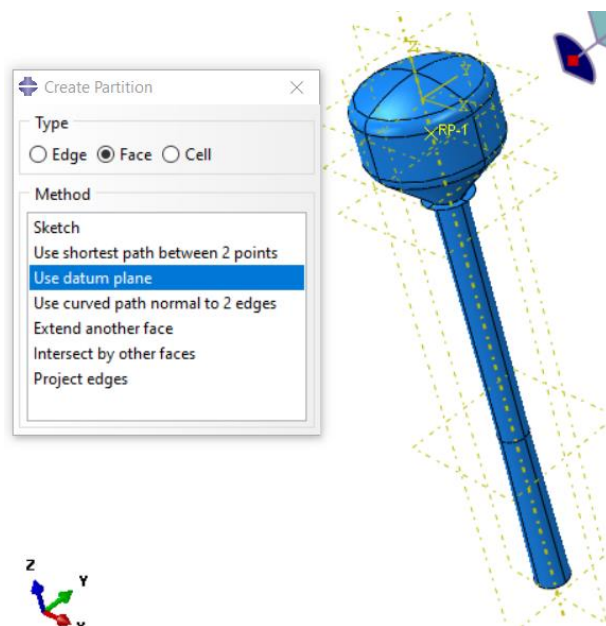 Create Partition
Type
Edge Face Cell
Method
Sketch
Use shortest path between 2 points
Use datum plane
Use curved path normal to 2 edges
Extend another face
Intersect by other faces
Project edges
Z
Y
X
RP-1
Z
Y
X